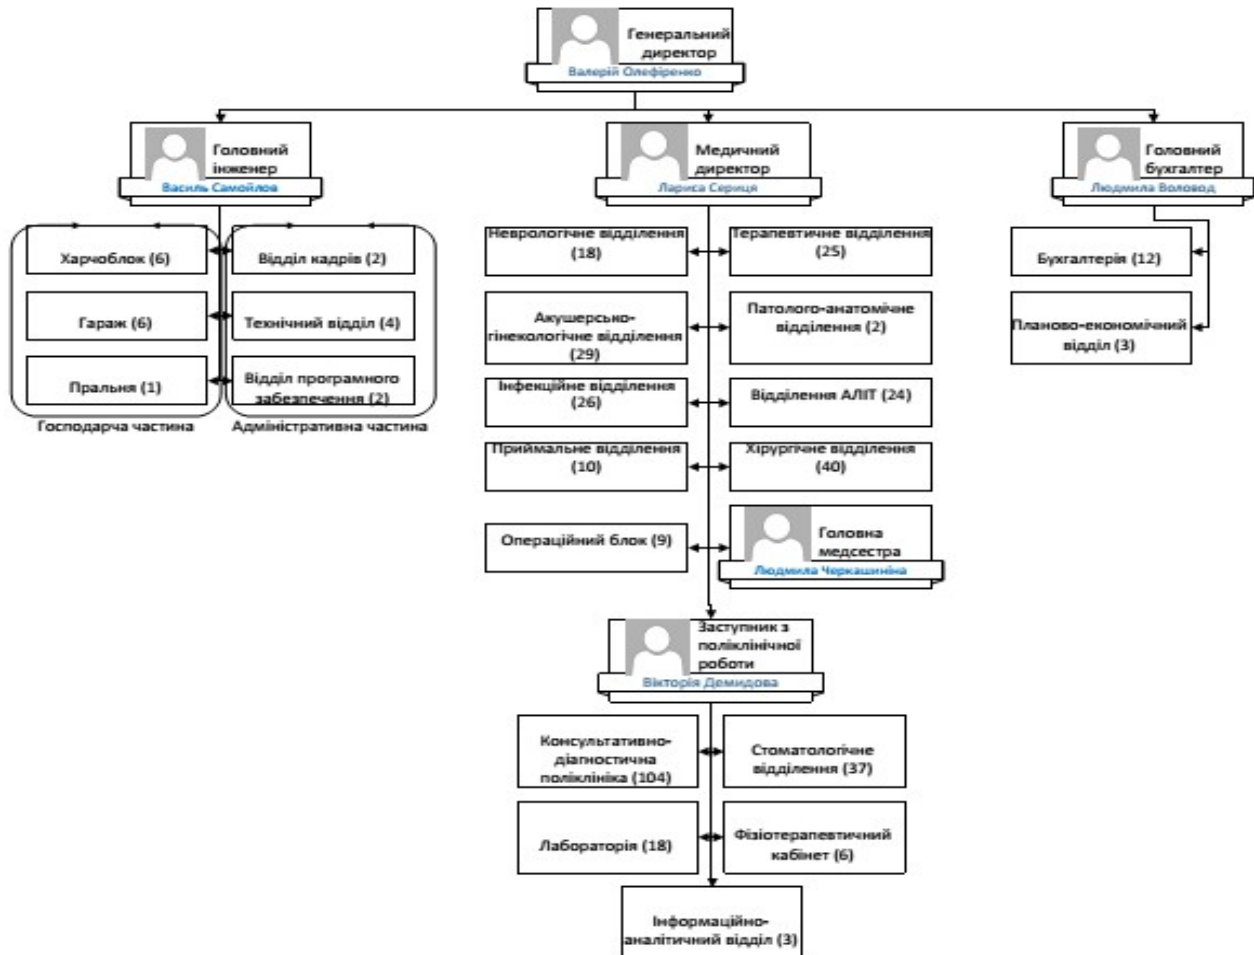 Генеральний
директор
Валерій Олефіренко
Головний
інженер
Василь Самойлов
Медичний
директор
Лариса Сериця
Головний
бухгалтер
Людмила Воловод
Харчоблок (6)
Відділ кадрів (2)
Гараж (6)
Технічний відділ (4)
Пральня (1)
Відділ програмного
забезпечення (2)
Господарча частина
Адміністративна частина
Неврологічне відділення
(18)
Терапевтичне відділення
(25)
Акушерсько-
гінекологічне відділення
(29)
Патолого-анатомічне
відділення (2)
Інфекційне відділення
(26)
Відділення АЛІТ (24)
Приймальне відділення
(10)
Хірургічне відділення
(40)
Операційний блок (9)
Головна
медсестра
Людмила Черкашиніна
Бухгалтерія (12)
Планово-економічний
відділ (3)
Заступник з
поліклінічної
роботи
Вікторія Демидова
Консультативно-
діагностична
поліклініка (104)
Стоматологічне
відділення (37)
Лабораторія (18)
Фізіотерапевтичний
кабінет (6)
Інформаційно-
аналітичний відділ (3)